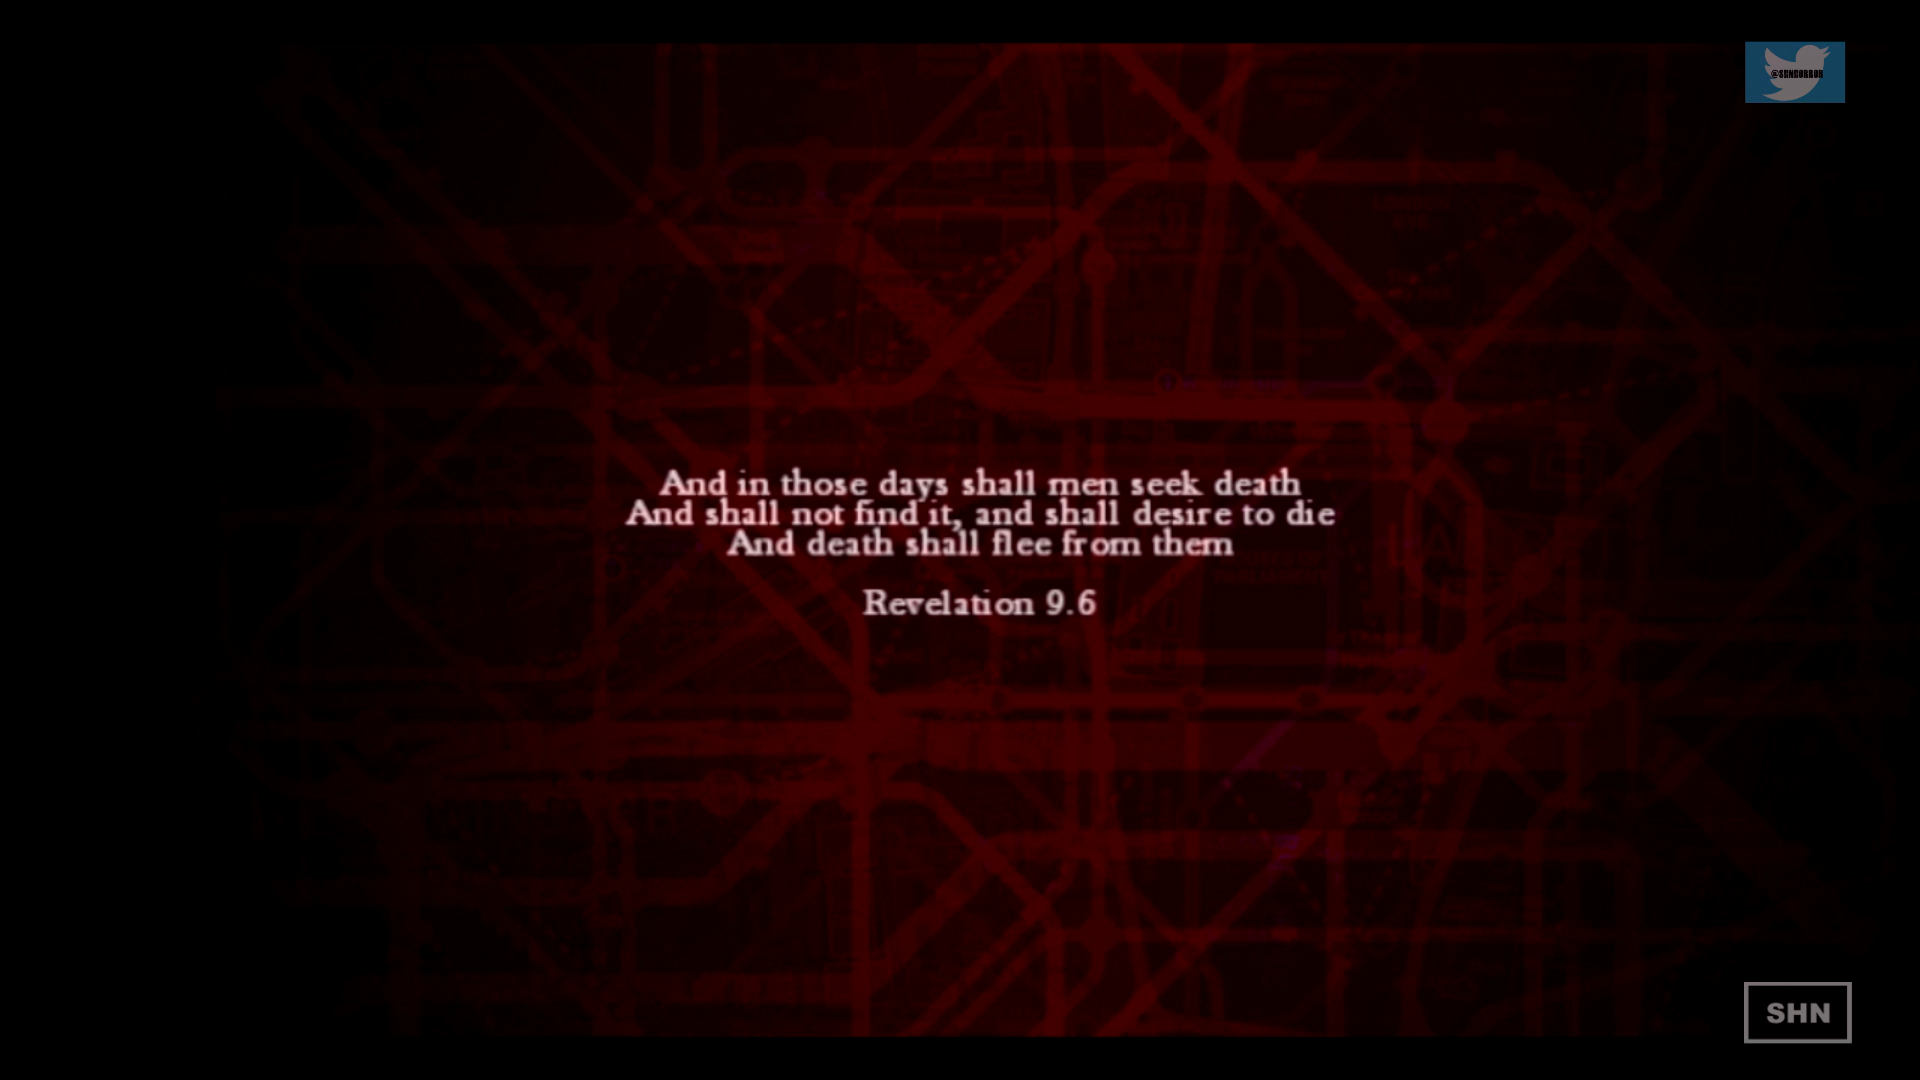 @SHNHORROR
And in those days shall men seek death
And shall not find it, and shall desire to die
And death shall flee from them
Revelation 9.6
SHN